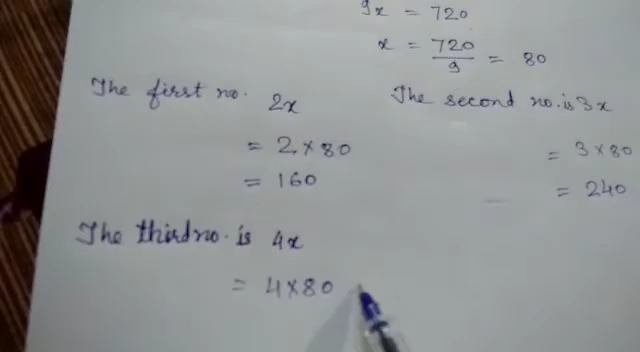 9x = 720
x = 720/9 = 80
The first no. 2x
= 2 × 80
= 160
The second no. is 3x
= 3 × 80
= 240
The third no. is 4x
= 4 × 80